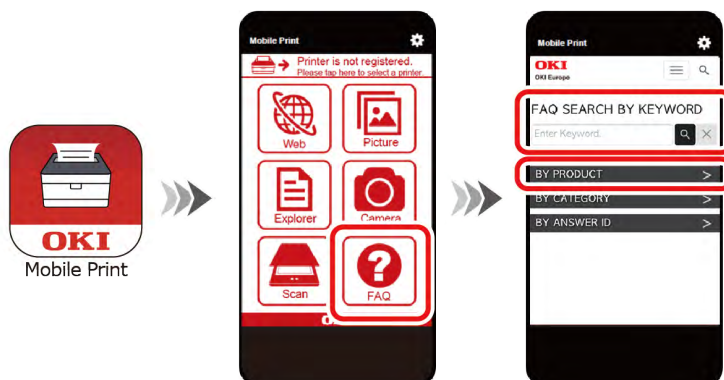 OKI
Mobile Print
Mobile Print
Printer is not registered.
Please tap here to select a printer.
Web
Picture
Explorer
Camera
Scan
FAQ
Mobile Print
OKI
OKI Europe
FAQ SEARCH BY KEYWORD
Enter Keyword.
BY PRODUCT >
BY CATEGORY >
BY ANSWER ID >